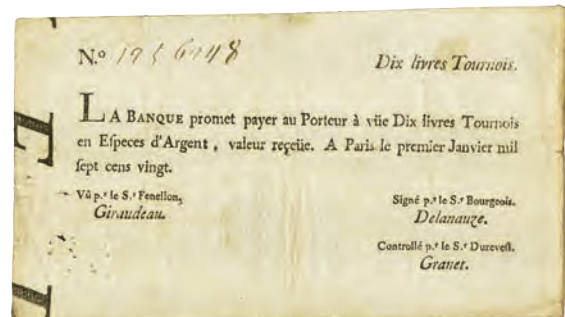 N.º 1956248 Dix livres Tournois.
LA BANQUE promet payer au Porteur à vüe Dix livres Tournois
en Eſpeces d'Argent, valeur reçeüe. A Paris le premier Janvier mil
ſept cens vingt.
Vû p.r le S.r Fenellon,
Giraudeau.
Signé p.r le S.r Bourgeois.
Delanauze.
Controllé p.r le S.r Dureveſt.
Granet.